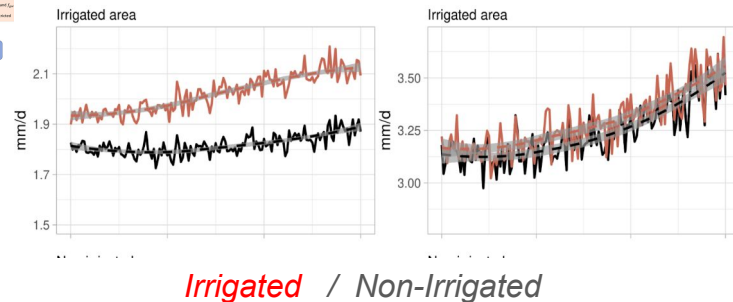 Irrigated area
Irrigated area
mm/d
2.1
1.9
1.7
1.5
mm/d
3.50
3.25
3.00
Irrigated / Non-Irrigated